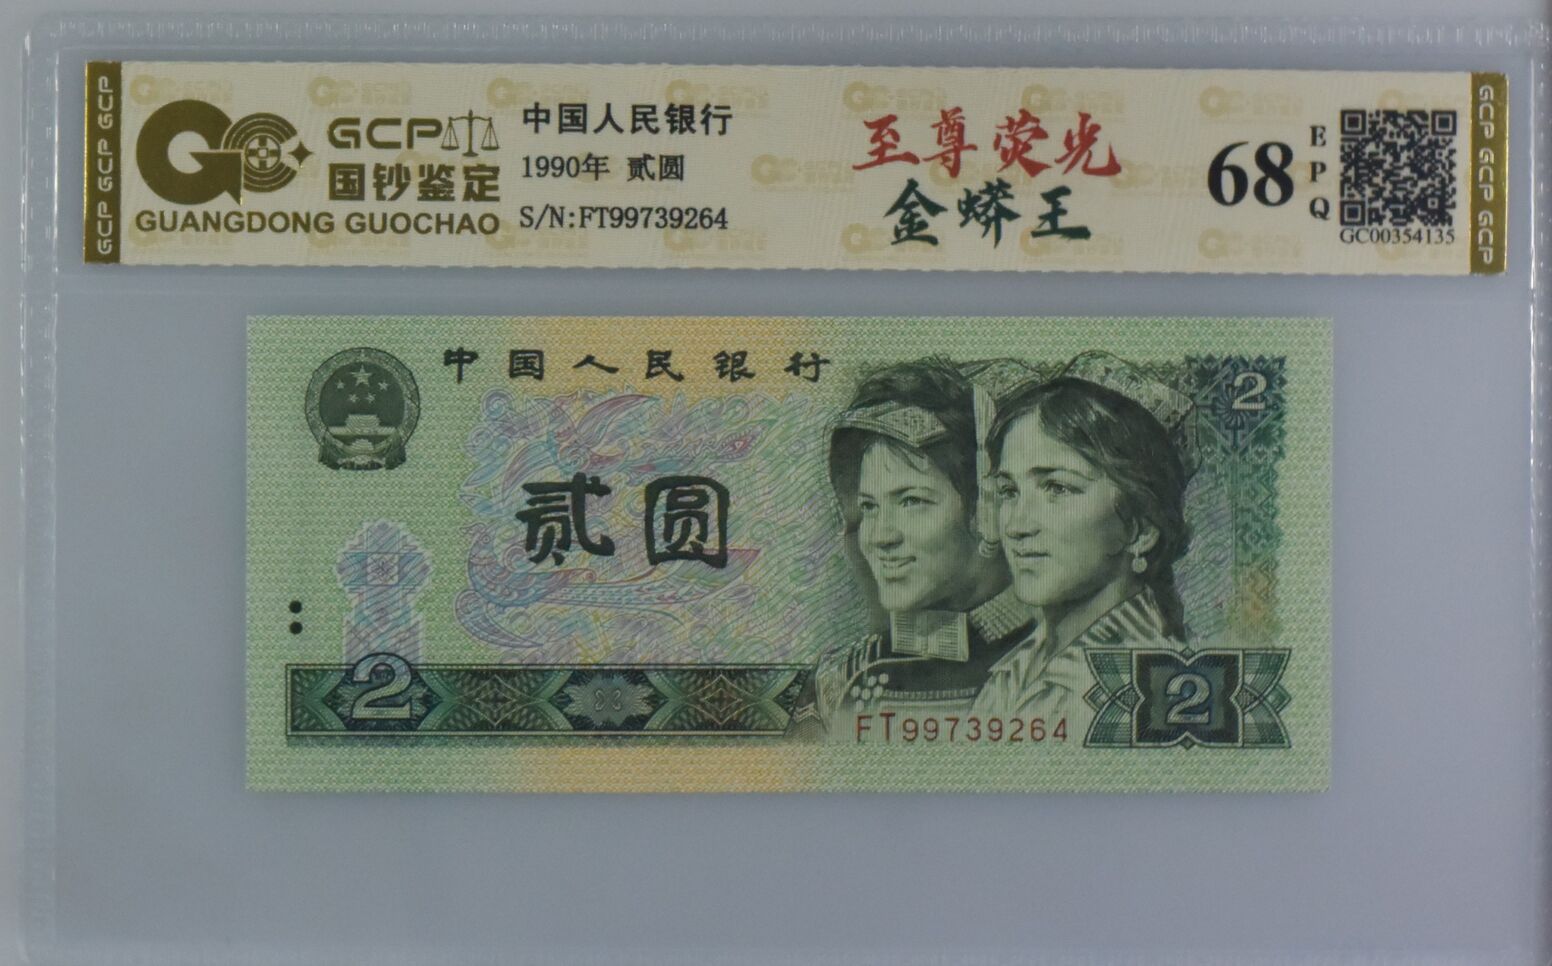 GCP
国钞鉴定
GUANGDONG GUOCHAO
中国人民银行
1990年 贰圆
S/N:FT99739264
至尊荧光
金蟒王
68
EPQ
GC00354135
GCP GCP GCP
GCP GCP GCP
中国人民银行
2
贰圆
2
FT99739264
2